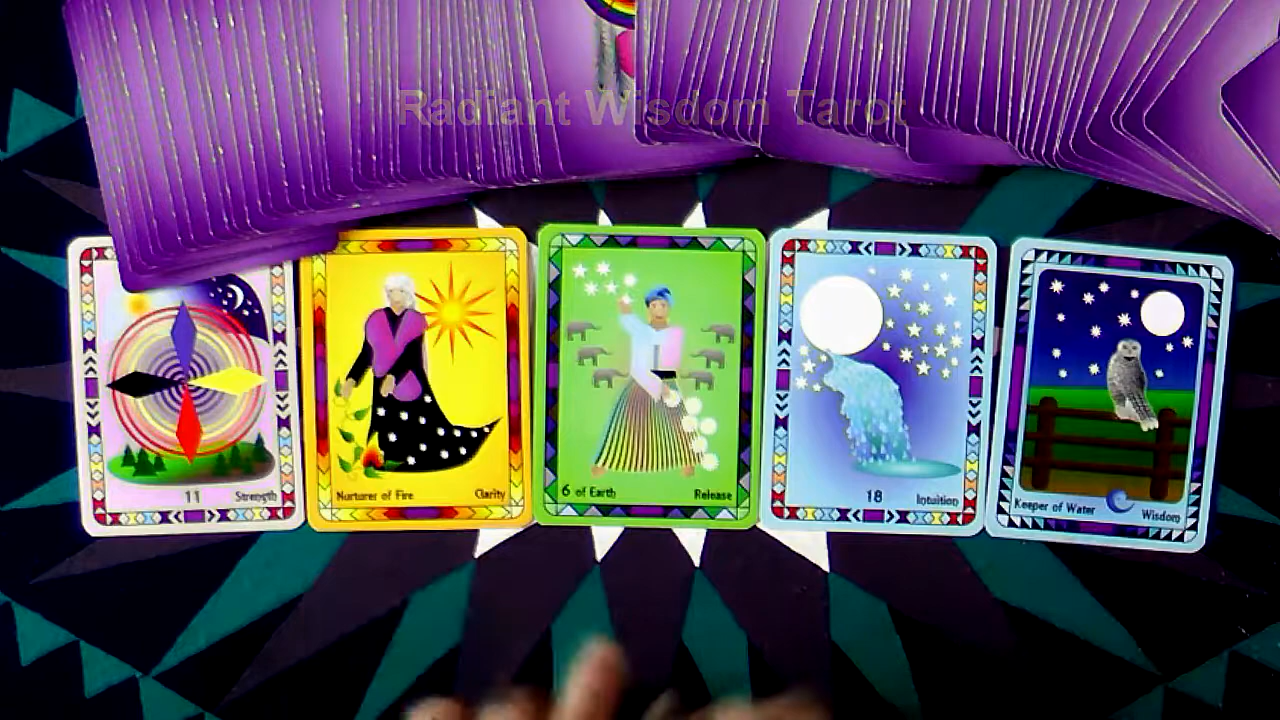 Radiant Wisdom Tarot
11 Strength
Nurturer of Fire Clarity
6 of Earth Release
18 Intuition
Keeper of Water Wisdom